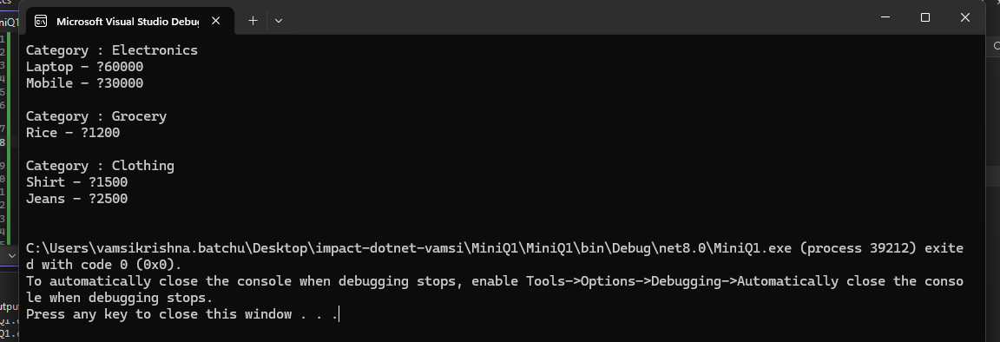 Microsoft Visual Studio Debu
Category : Electronics
Laptop - ?60000
Mobile - ?30000
Category : Grocery
Rice - ?1200
Category : Clothing
Shirt - ?1500
Jeans - ?2500
C:\Users\vamsikrishna.batchu\Desktop\impact-dotnet-vamsi\MiniQ1\MiniQ1\bin\Debug\net8.0\MiniQ1.exe (process 39212) exite
d with code 0 (0x0).
To automatically close the console when debugging stops, enable Tools->Options->Debugging->Automatically close the conso
le when debugging stops.
Press any key to close this window . . .